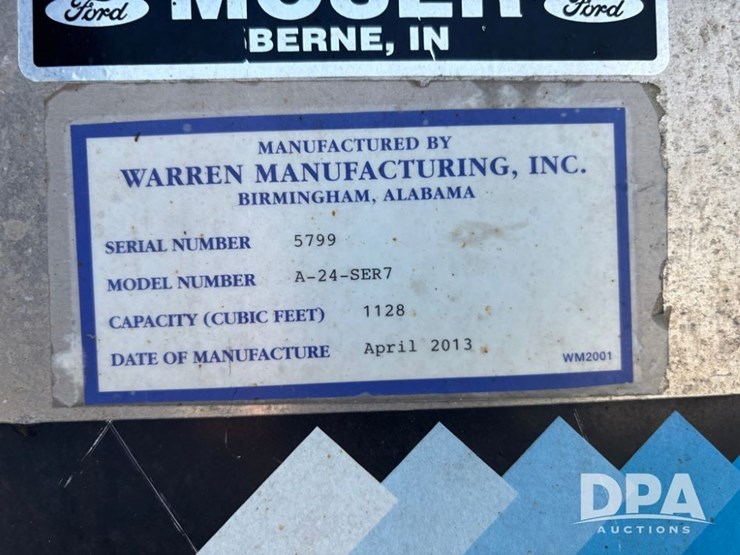 Ford MOSER Ford
BERNE, IN
MANUFACTURED BY
WARREN MANUFACTURING, INC.
BIRMINGHAM, ALABAMA
SERIAL NUMBER 5799
MODEL NUMBER A-24-SER7
CAPACITY (CUBIC FEET) 1128
DATE OF MANUFACTURE April 2013
WM2001
DPA
AUCTIONS